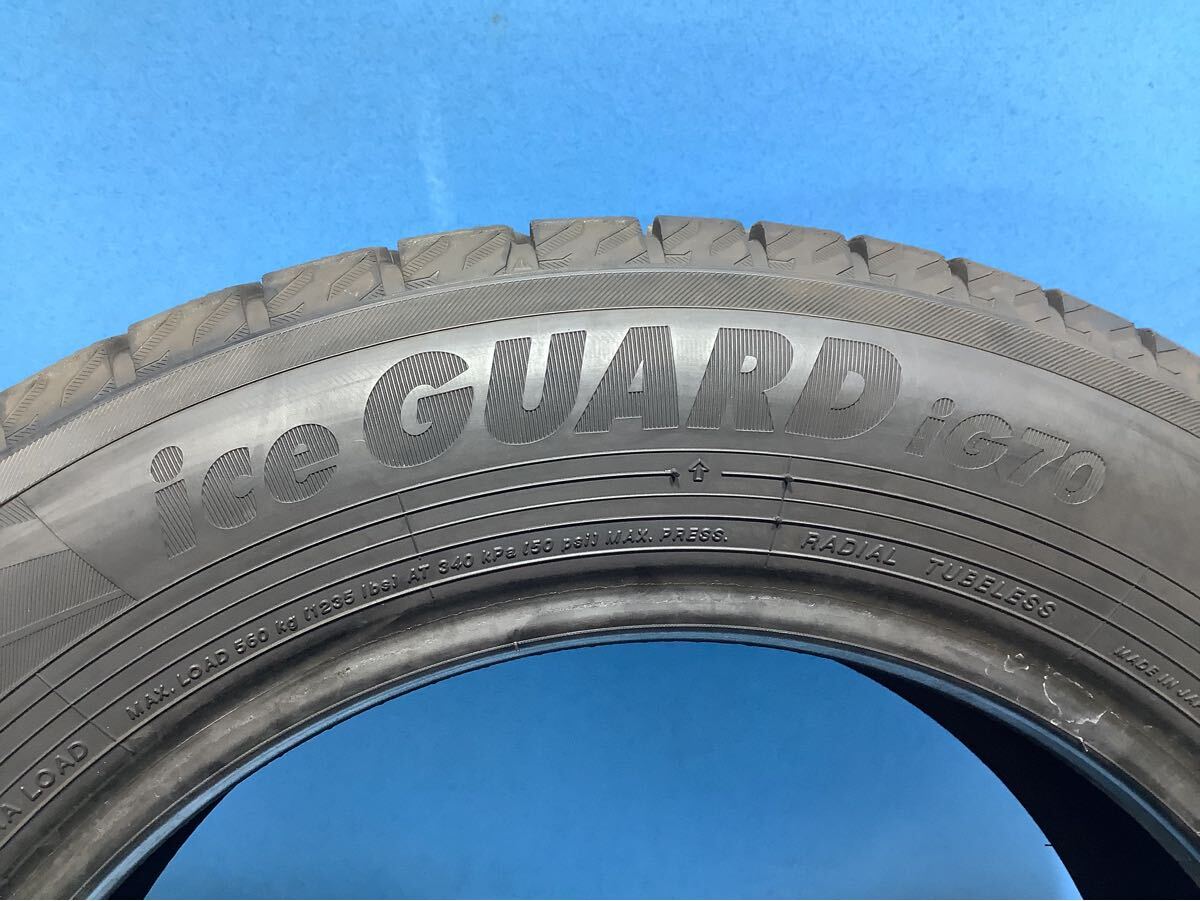 ice GUARD iG70
MAX. LOAD 560 kg (1235 lbs) AT 340 kPa (50 psi) MAX. PRESS.
RADIAL TUBELESS
MADE IN JA
A LOAD